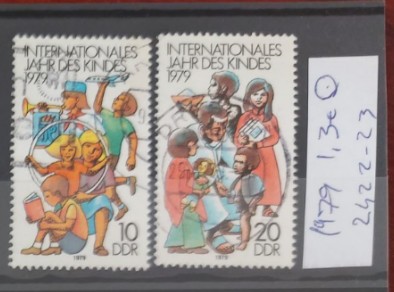 INTERNATIONALES
JAHR DES KINDES
1979
10
DDR
1979
INTERNATIONALES
JAHR DES KINDES
1979
20
DDR
1979
1979 1,3€
2422-23